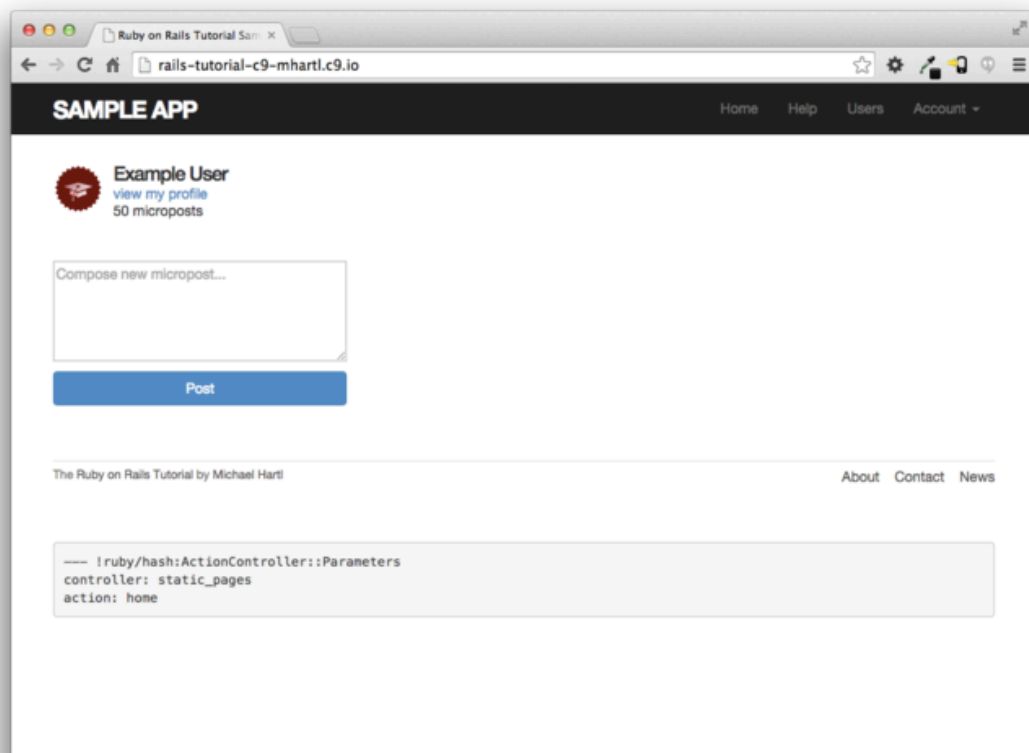 Ruby on Rails Tutorial Sam
rails-tutorial-c9-mhartl.c9.io
SAMPLE APP
Home Help Users Account
Example User
view my profile
50 microposts
Compose new micropost...
Post
The Ruby on Rails Tutorial by Michael Hartl
About Contact News
--- !ruby/hash:ActionController::Parameters
controller: static_pages
action: home